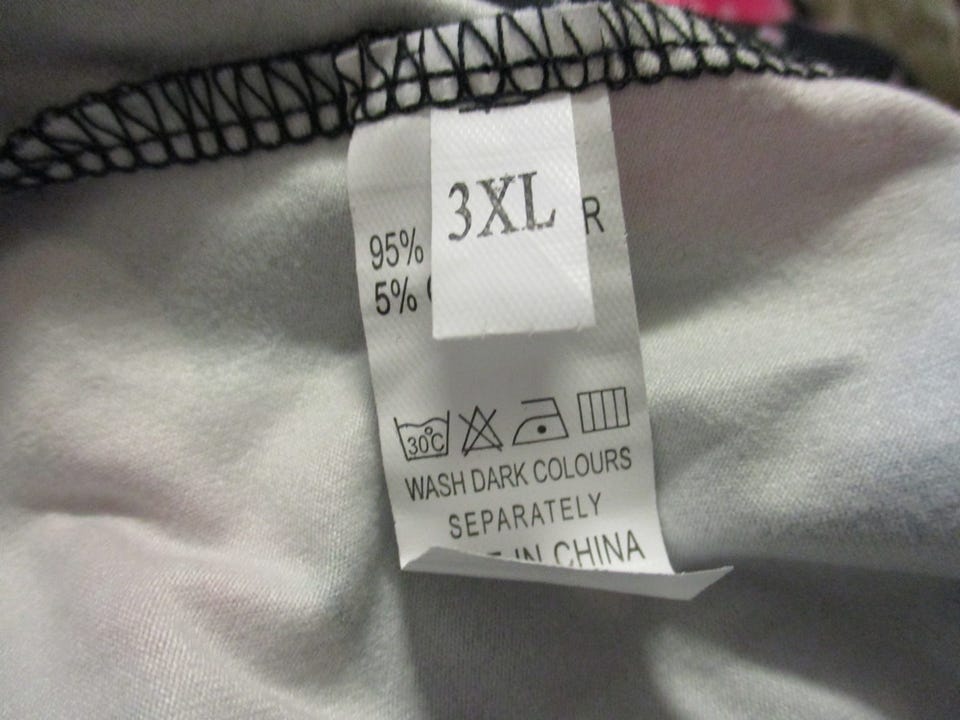 3XL
95% R
5%
30°C
WASH DARK COLOURS
SEPARATELY
IN CHINA